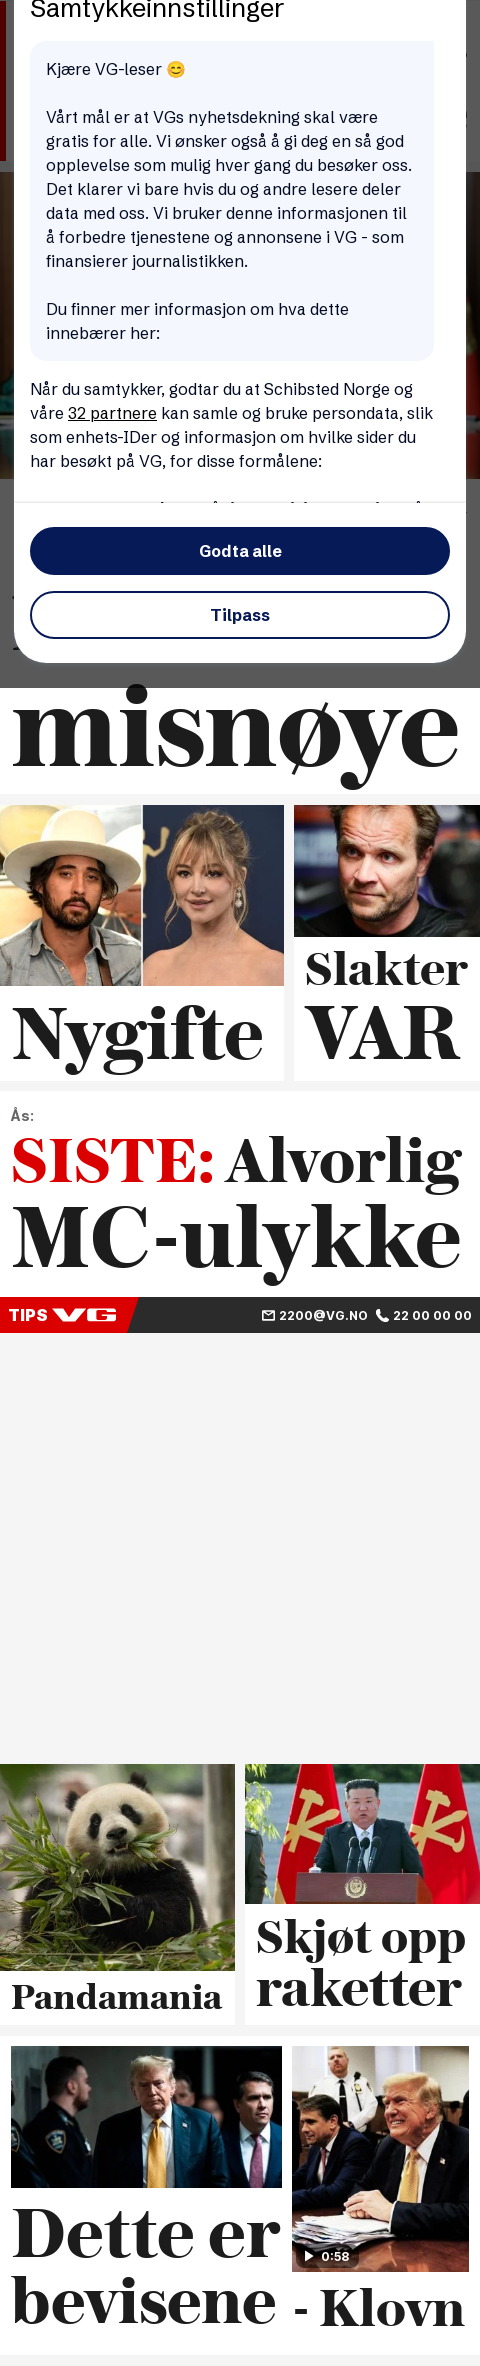 Samtykkeinnstillinger
Kjære VG-leser 😊
Vårt mål er at VGs nyhetsdekning skal være
gratis for alle. Vi ønsker også å gi deg en så god
opplevelse som mulig hver gang du besøker oss.
Det klarer vi bare hvis du og andre lesere deler
data med oss. Vi bruker denne informasjonen til
å forbedre tjenestene og annonsene i VG - som
finansierer journalistikken.
Du finner mer informasjon om hva dette
innebærer her:
Når du samtykker, godtar du at Schibsted Norge og
våre 32 partnere kan samle og bruke persondata, slik
som enhets-IDer og informasjon om hvilke sider du
har besøkt på VG, for disse formålene:
Godta alle
Tilpass
misnøye
Nygifte
Slakter
VAR
Ås:
SISTE: Alvorlig
MC-ulykke
TIPS VG 2200@VG.NO 22 00 00 00
Pandamania
Skjøt opp
raketter
Dette er
bevisene
0:58
- Klovn